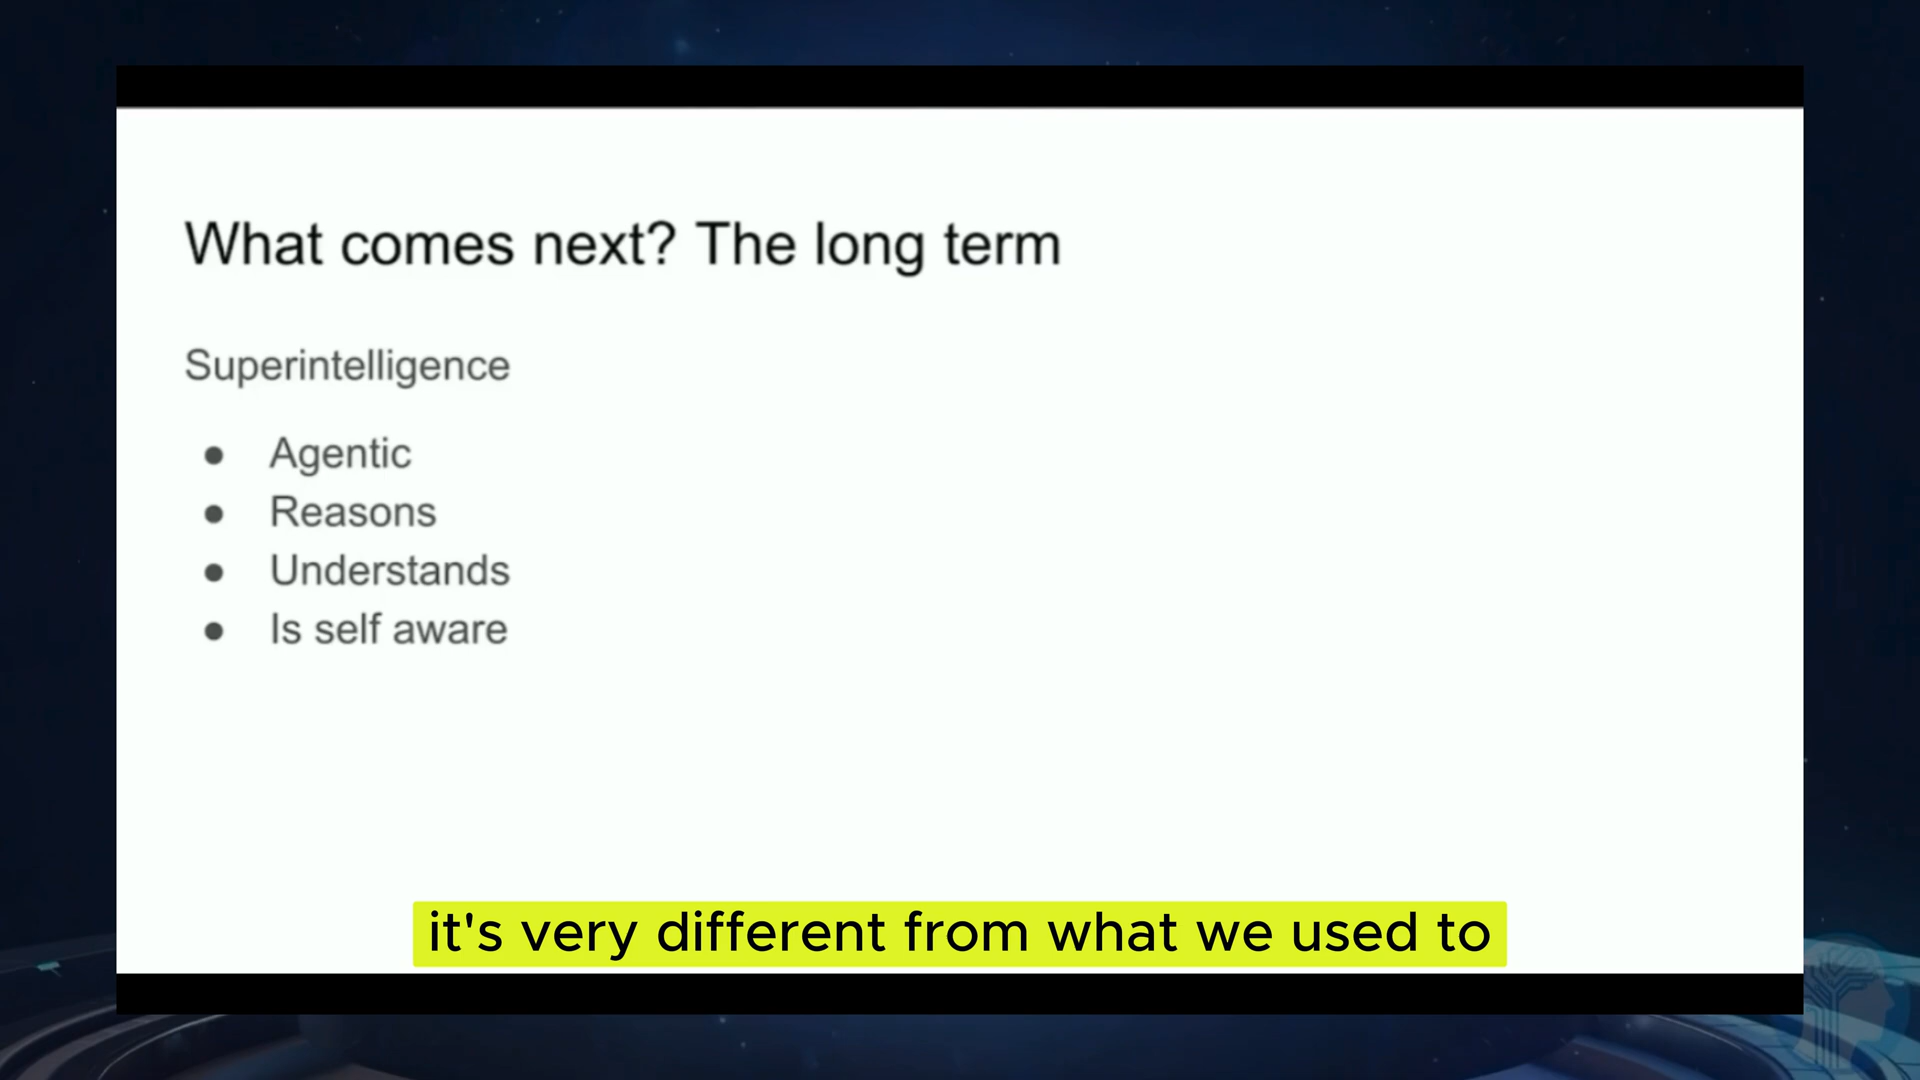 What comes next? The long term
Superintelligence
● Agentic
● Reasons
● Understands
● Is self aware
it's very different from what we used to